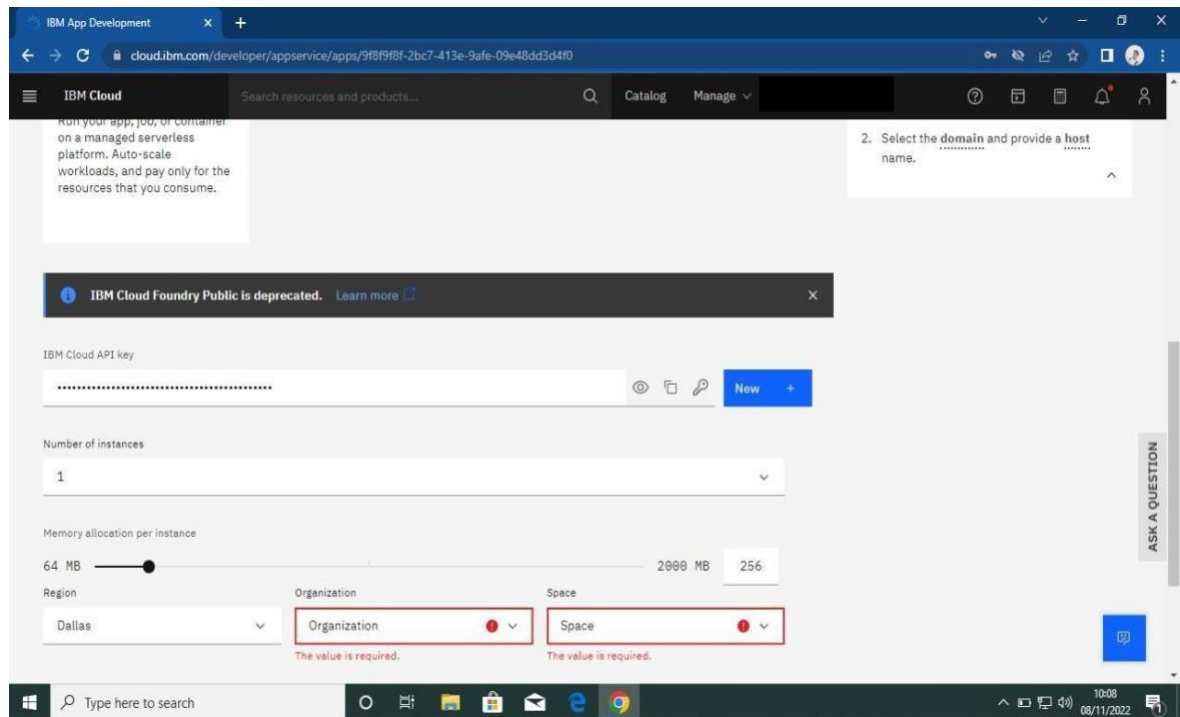 IBM App Development
cloud.ibm.com/developer/appservice/apps/9f8f9f8f-2bc7-413e-9afe-09e48dd3d4f0
IBM Cloud
Search resources and products...
Catalog
Manage
Run your app, job, or container
on a managed serverless
platform. Auto-scale
workloads, and pay only for the
resources that you consume.
2. Select the domain and provide a host
name.
IBM Cloud Foundry Public is deprecated. Learn more
IBM Cloud API key
New +
Number of instances
1
Memory allocation per instance
64 MB
2000 MB
256
Region
Organization
Space
Dallas
Organization
Space
The value is required.
The value is required.
ASK A QUESTION
Type here to search
10:08
08/11/2022
1